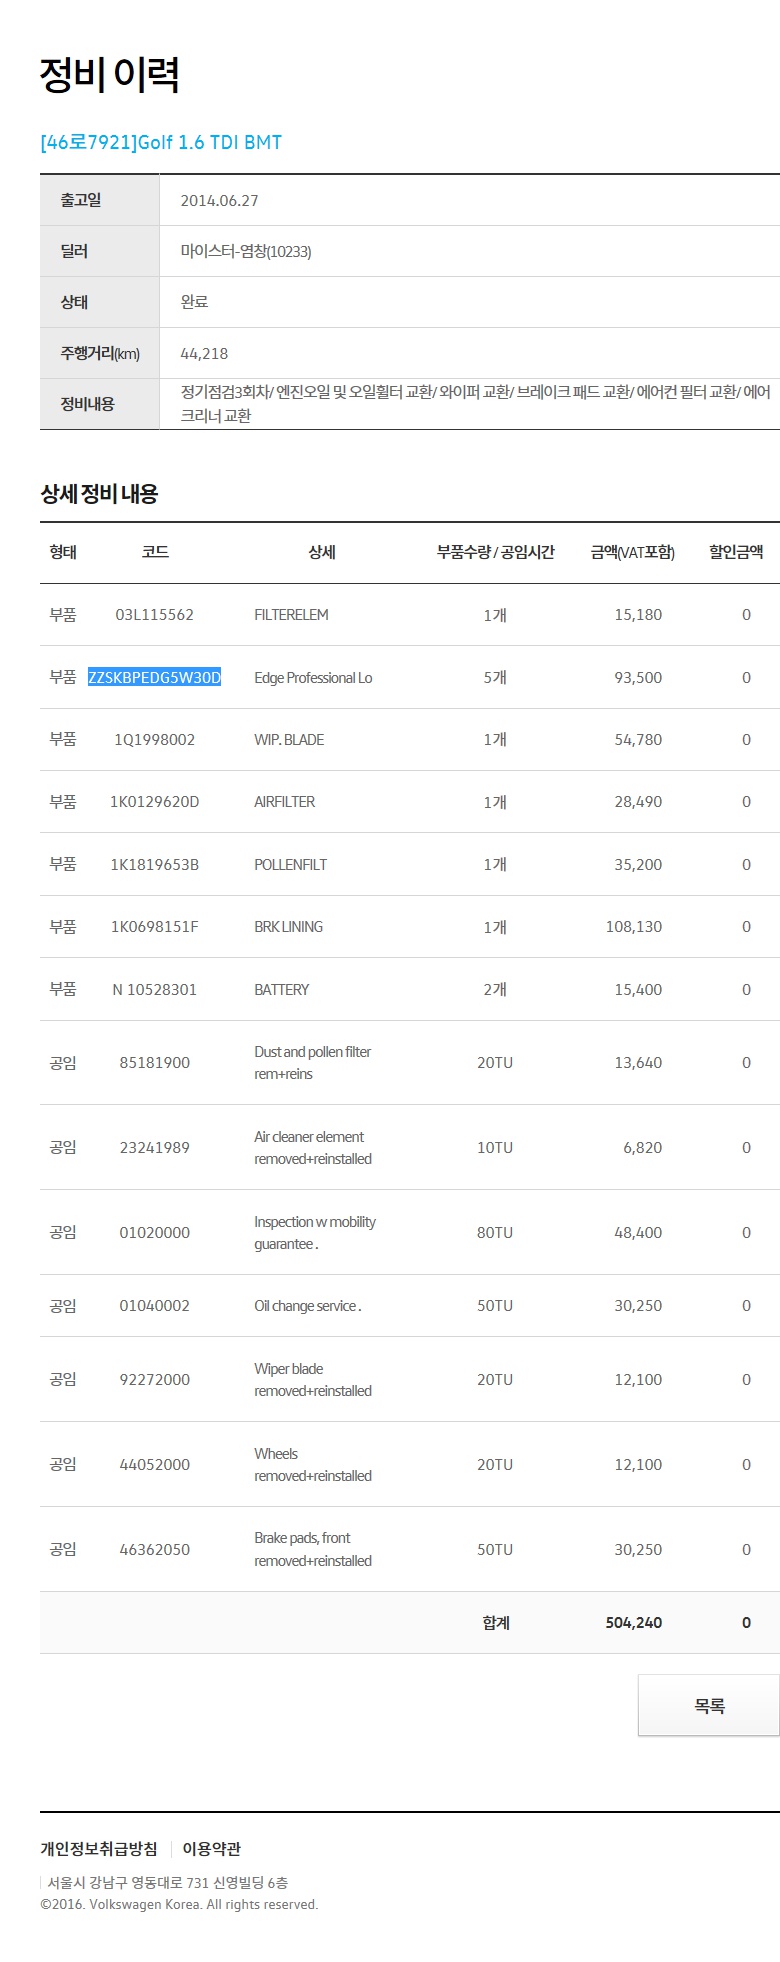 정비 이력
[46로7921]Golf 1.6 TDI BMT
출고일 2014.06.27
딜러 마이스터-염창(10233)
상태 완료
주행거리(km) 44,218
정비내용 정기점검3회차/ 엔진오일 및 오일휠터 교환/ 와이퍼 교환/ 브레이크 패드 교환/ 에어컨 필터 교환/ 에어
크리너 교환
상세 정비 내용
형태 코드 상세 부품수량 / 공임시간 금액(VAT포함) 할인금액
부품 03L115562 FILTERELEM 1개 15,180 0
부품 ZZSKBPEDG5W30D Edge Professional Lo 5개 93,500 0
부품 1Q1998002 WIP. BLADE 1개 54,780 0
부품 1K0129620D AIRFILTER 1개 28,490 0
부품 1K1819653B POLLENFILT 1개 35,200 0
부품 1K0698151F BRK LINING 1개 108,130 0
부품 N 10528301 BATTERY 2개 15,400 0
공임 85181900 Dust and pollen filter 20TU 13,640 0
rem+reins
공임 23241989 Air cleaner element 10TU 6,820 0
removed+reinstalled
공임 01020000 Inspection w mobility 80TU 48,400 0
guarantee .
공임 01040002 Oil change service . 50TU 30,250 0
공임 92272000 Wiper blade 20TU 12,100 0
removed+reinstalled
공임 44052000 Wheels 20TU 12,100 0
removed+reinstalled
공임 46362050 Brake pads, front 50TU 30,250 0
removed+reinstalled
합계 504,240 0
목록
개인정보취급방침 이용약관
서울시 강남구 영동대로 731 신영빌딩 6층
©2016. Volkswagen Korea. All rights reserved.